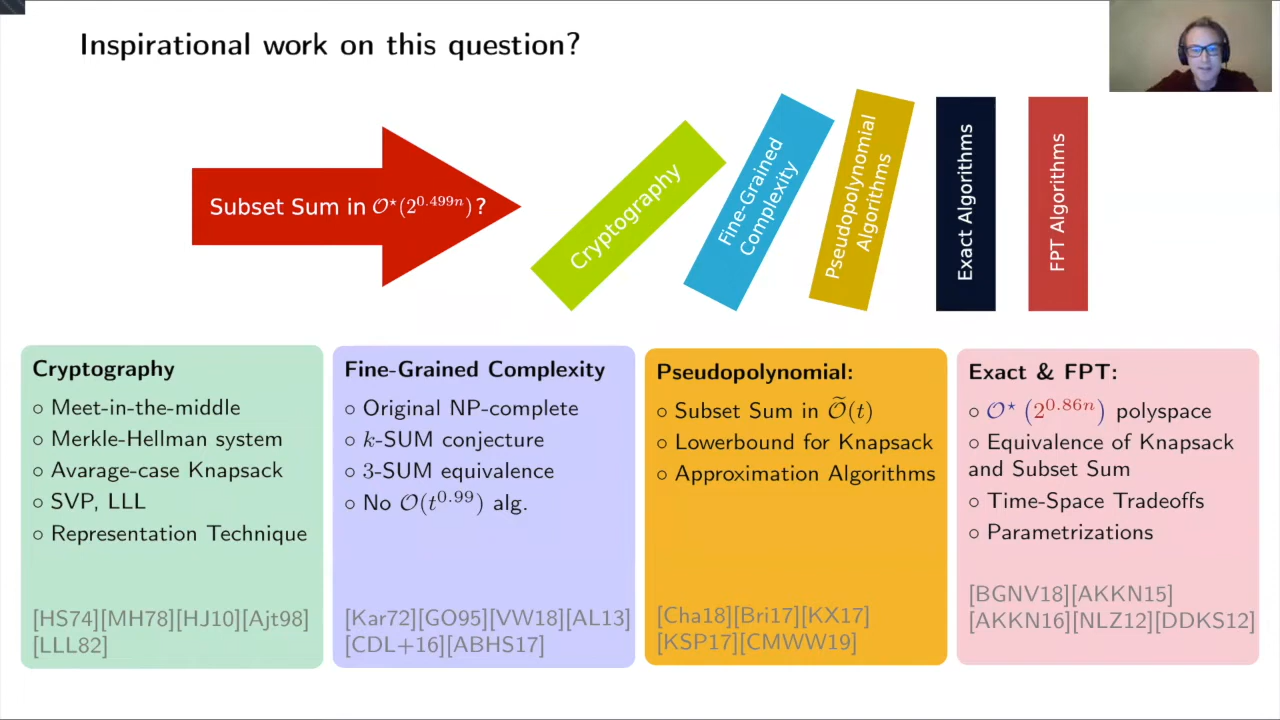 Inspirational work on this question?
Subset Sum in 𝒪*(2^0.499n)?
Cryptography
Fine-Grained
Complexity
Pseudopolynomial
Algorithms
Exact Algorithms
FPT Algorithms
Cryptography
○ Meet-in-the-middle
○ Merkle-Hellman system
○ Avarage-case Knapsack
○ SVP, LLL
○ Representation Technique
[HS74][MH78][HJ10][Ajt98]
[LLL82]
Fine-Grained Complexity
○ Original NP-complete
○ k-SUM conjecture
○ 3-SUM equivalence
○ No 𝒪(t^0.99) alg.
[Kar72][GO95][VW18][AL13]
[CDL+16][ABHS17]
Pseudopolynomial:
○ Subset Sum in Õ(t)
○ Lowerbound for Knapsack
○ Approximation Algorithms
[Cha18][Bri17][KX17]
[KSP17][CMWW19]
Exact & FPT:
○ 𝒪*(2^0.86n) polyspace
○ Equivalence of Knapsack
and Subset Sum
○ Time-Space Tradeoffs
○ Parametrizations
[BGNV18][AKKN15]
[AKKN16][NLZ12][DDKS12]